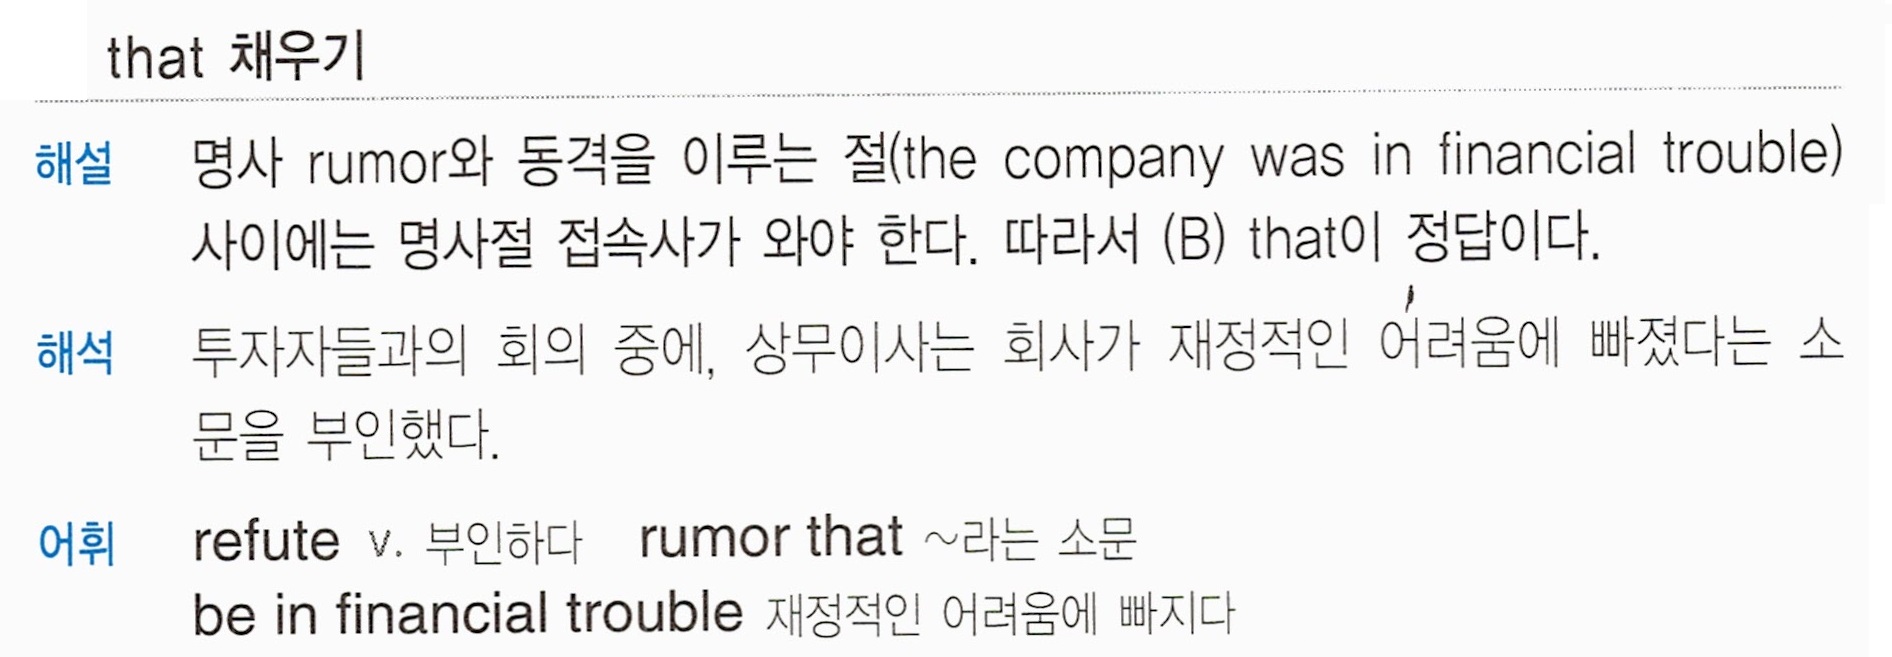 that 채우기
해설 명사 rumor와 동격을 이루는 절(the company was in financial trouble)
사이에는 명사절 접속사가 와야 한다. 따라서 (B) that이 정답이다.
해석 투자자들과의 회의 중에, 상무이사는 회사가 재정적인 어려움에 빠졌다는 소
문을 부인했다.
어휘 refute v. 부인하다 rumor that ~라는 소문
be in financial trouble 재정적인 어려움에 빠지다